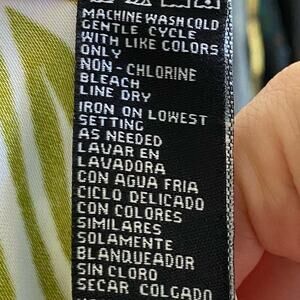 MACHINE WASH COLD
GENTLE CYCLE
WITH LIKE COLORS
ONLY
NON-CHLORINE
BLEACH
LINE DRY
IRON ON LOWEST
SETTING
AS NEEDED
LAVAR EN
LAVADORA
CON AGUA FRIA
CICLO DELICADO
CON COLORES
SIMILARES
SOLAMENTE
BLANQUEADOR
SIN CLORO
SECAR COLGADO